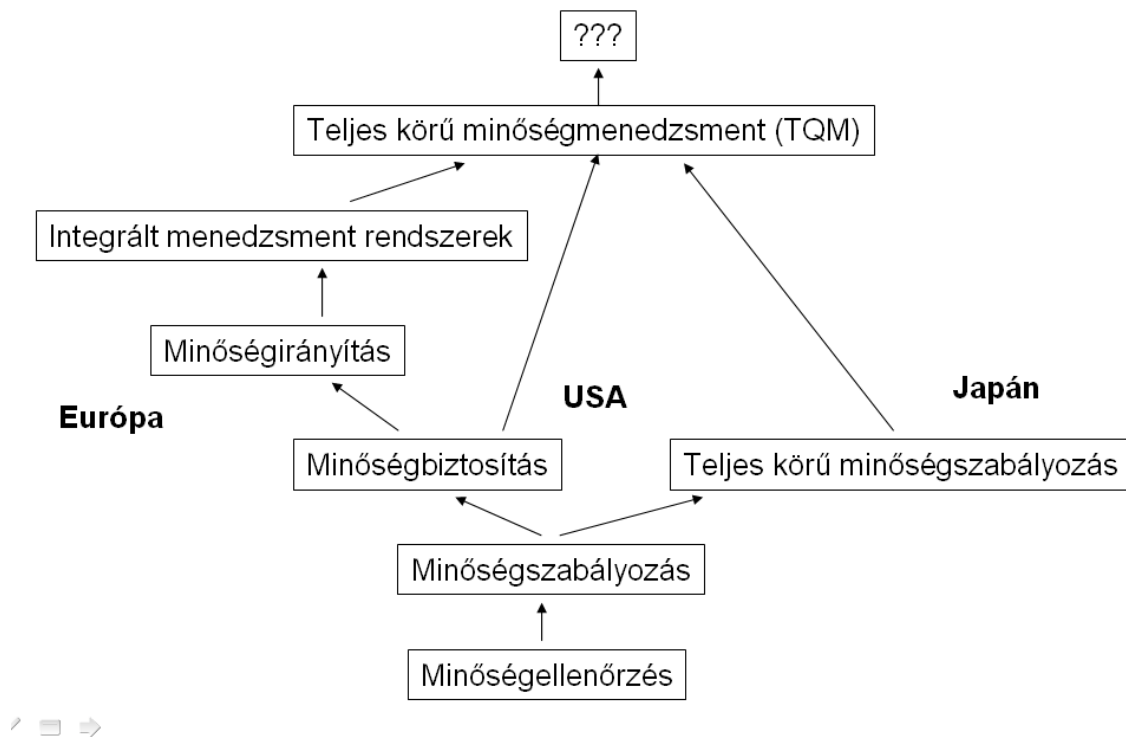 ???
Teljes körű minőségmenedzsment (TQM)
Integrált menedzsment rendszerek
Minőségirányítás
Európa
USA
Japán
Minőségbiztosítás
Teljes körű minőségszabályozás
Minőségszabályozás
Minőségellenőrzés